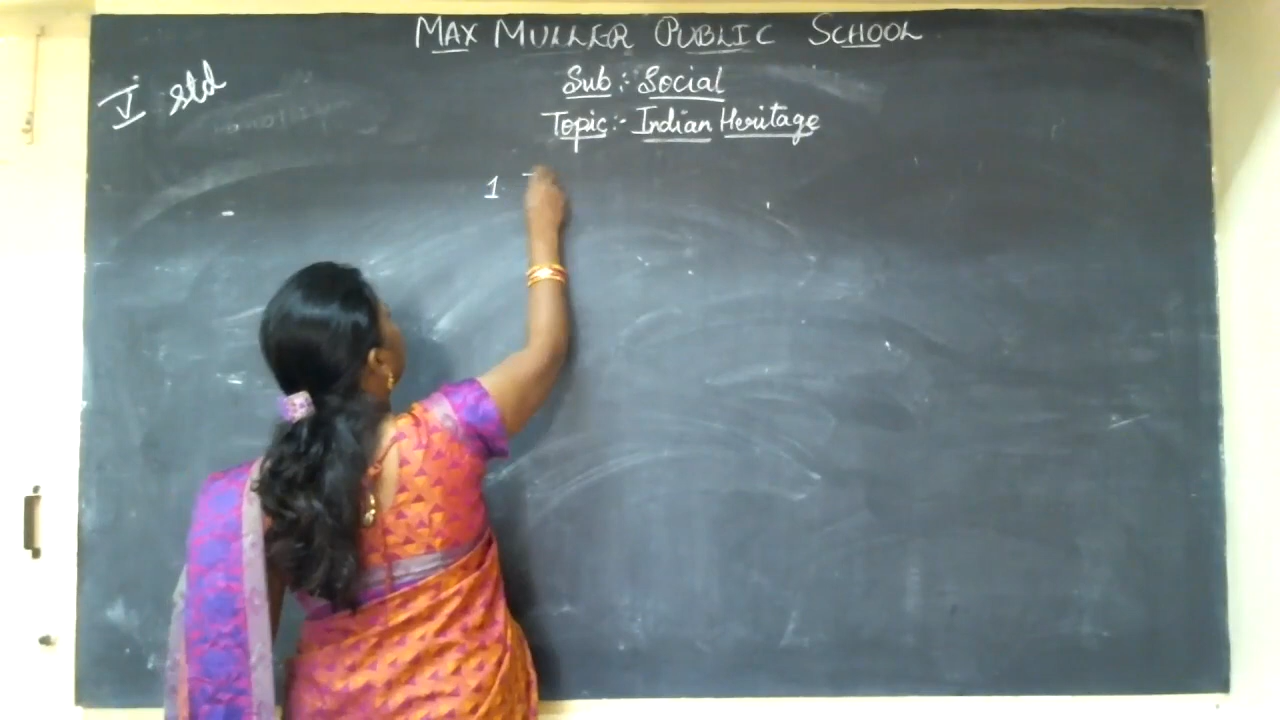 MAX MULLER PUBLIC SCHOOL
V std
Sub :- Social
Topic :- Indian Heritage
1.